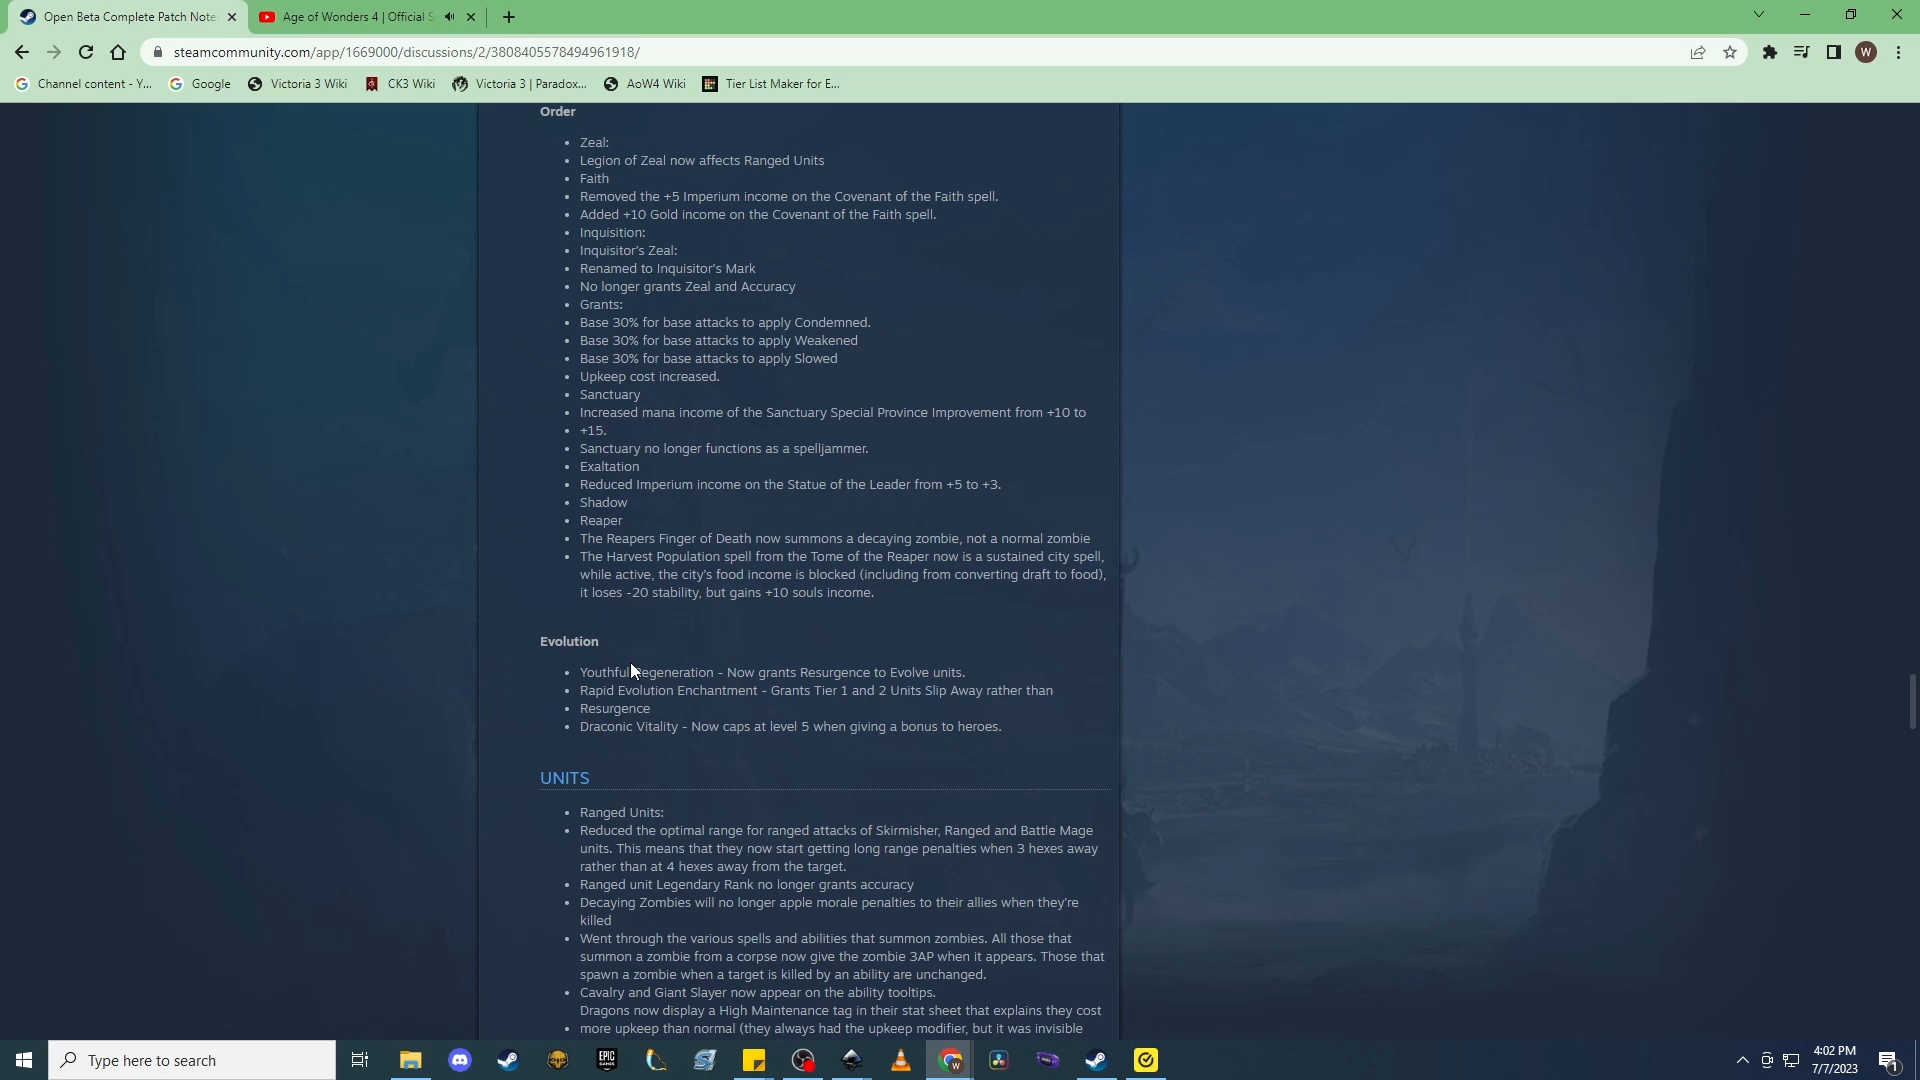 Open Beta Complete Patch Note
Age of Wonders 4 | Official S
steamcommunity.com/app/1669000/discussions/2/3808405578494961918/
W
Channel content - Y...
Google
Victoria 3 Wiki
CK3 Wiki
Victoria 3 | Paradox...
AoW4 Wiki
Tier List Maker for E...
Order
Zeal:
Legion of Zeal now affects Ranged Units
Faith
Removed the +5 Imperium income on the Covenant of the Faith spell.
Added +10 Gold income on the Covenant of the Faith spell.
Inquisition:
Inquisitor's Zeal:
Renamed to Inquisitor's Mark
No longer grants Zeal and Accuracy
Grants:
Base 30% for base attacks to apply Condemned.
Base 30% for base attacks to apply Weakened
Base 30% for base attacks to apply Slowed
Upkeep cost increased.
Sanctuary
Increased mana income of the Sanctuary Special Province Improvement from +10 to
+15.
Sanctuary no longer functions as a spelljammer.
Exaltation
Reduced Imperium income on the Statue of the Leader from +5 to +3.
Shadow
Reaper
The Reapers Finger of Death now summons a decaying zombie, not a normal zombie
The Harvest Population spell from the Tome of the Reaper now is a sustained city spell,
while active, the city's food income is blocked (including from converting draft to food),
it loses -20 stability, but gains +10 souls income.
Evolution
Youthful Regeneration - Now grants Resurgence to Evolve units.
Rapid Evolution Enchantment - Grants Tier 1 and 2 Units Slip Away rather than
Resurgence
Draconic Vitality - Now caps at level 5 when giving a bonus to heroes.
UNITS
Ranged Units:
Reduced the optimal range for ranged attacks of Skirmisher, Ranged and Battle Mage
units. This means that they now start getting long range penalties when 3 hexes away
rather than at 4 hexes away from the target.
Ranged unit Legendary Rank no longer grants accuracy
Decaying Zombies will no longer apple morale penalties to their allies when they're
killed
Went through the various spells and abilities that summon zombies. All those that
summon a zombie from a corpse now give the zombie 3AP when it appears. Those that
spawn a zombie when a target is killed by an ability are unchanged.
Cavalry and Giant Slayer now appear on the ability tooltips.
Dragons now display a High Maintenance tag in their stat sheet that explains they cost
more upkeep than normal (they always had the upkeep modifier, but it was invisible
Type here to search
EPIC GAMES
W
4:02 PM
7/7/2023
1